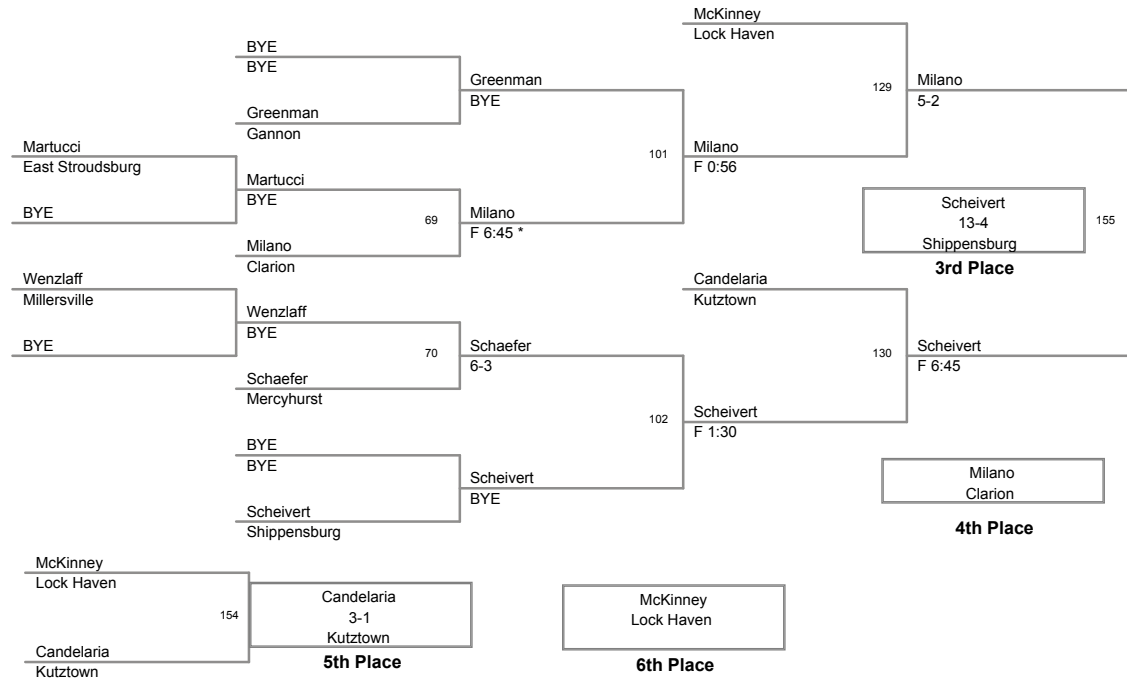 McKinney
Lock Haven
BYE
BYE
Greenman
BYE
129
Milano
5-2
Greenman
Gannon
Martucci
East Stroudsburg
101
Milano
F 0:56
Martucci
BYE
Scheivert
13-4
Shippensburg
155
3rd Place
BYE
69
Milano
F 6:45 *
Milano
Clarion
Wenzlaff
Millersville
Candelaria
Kutztown
Wenzlaff
BYE
BYE
70
Schaefer
6-3
130
Scheivert
F 6:45
Schaefer
Mercyhurst
102
Scheivert
F 1:30
BYE
BYE
Scheivert
BYE
Milano
Clarion
4th Place
Scheivert
Shippensburg
McKinney
Lock Haven
154
Candelaria
3-1
Kutztown
5th Place
McKinney
Lock Haven
6th Place
Candelaria
Kutztown